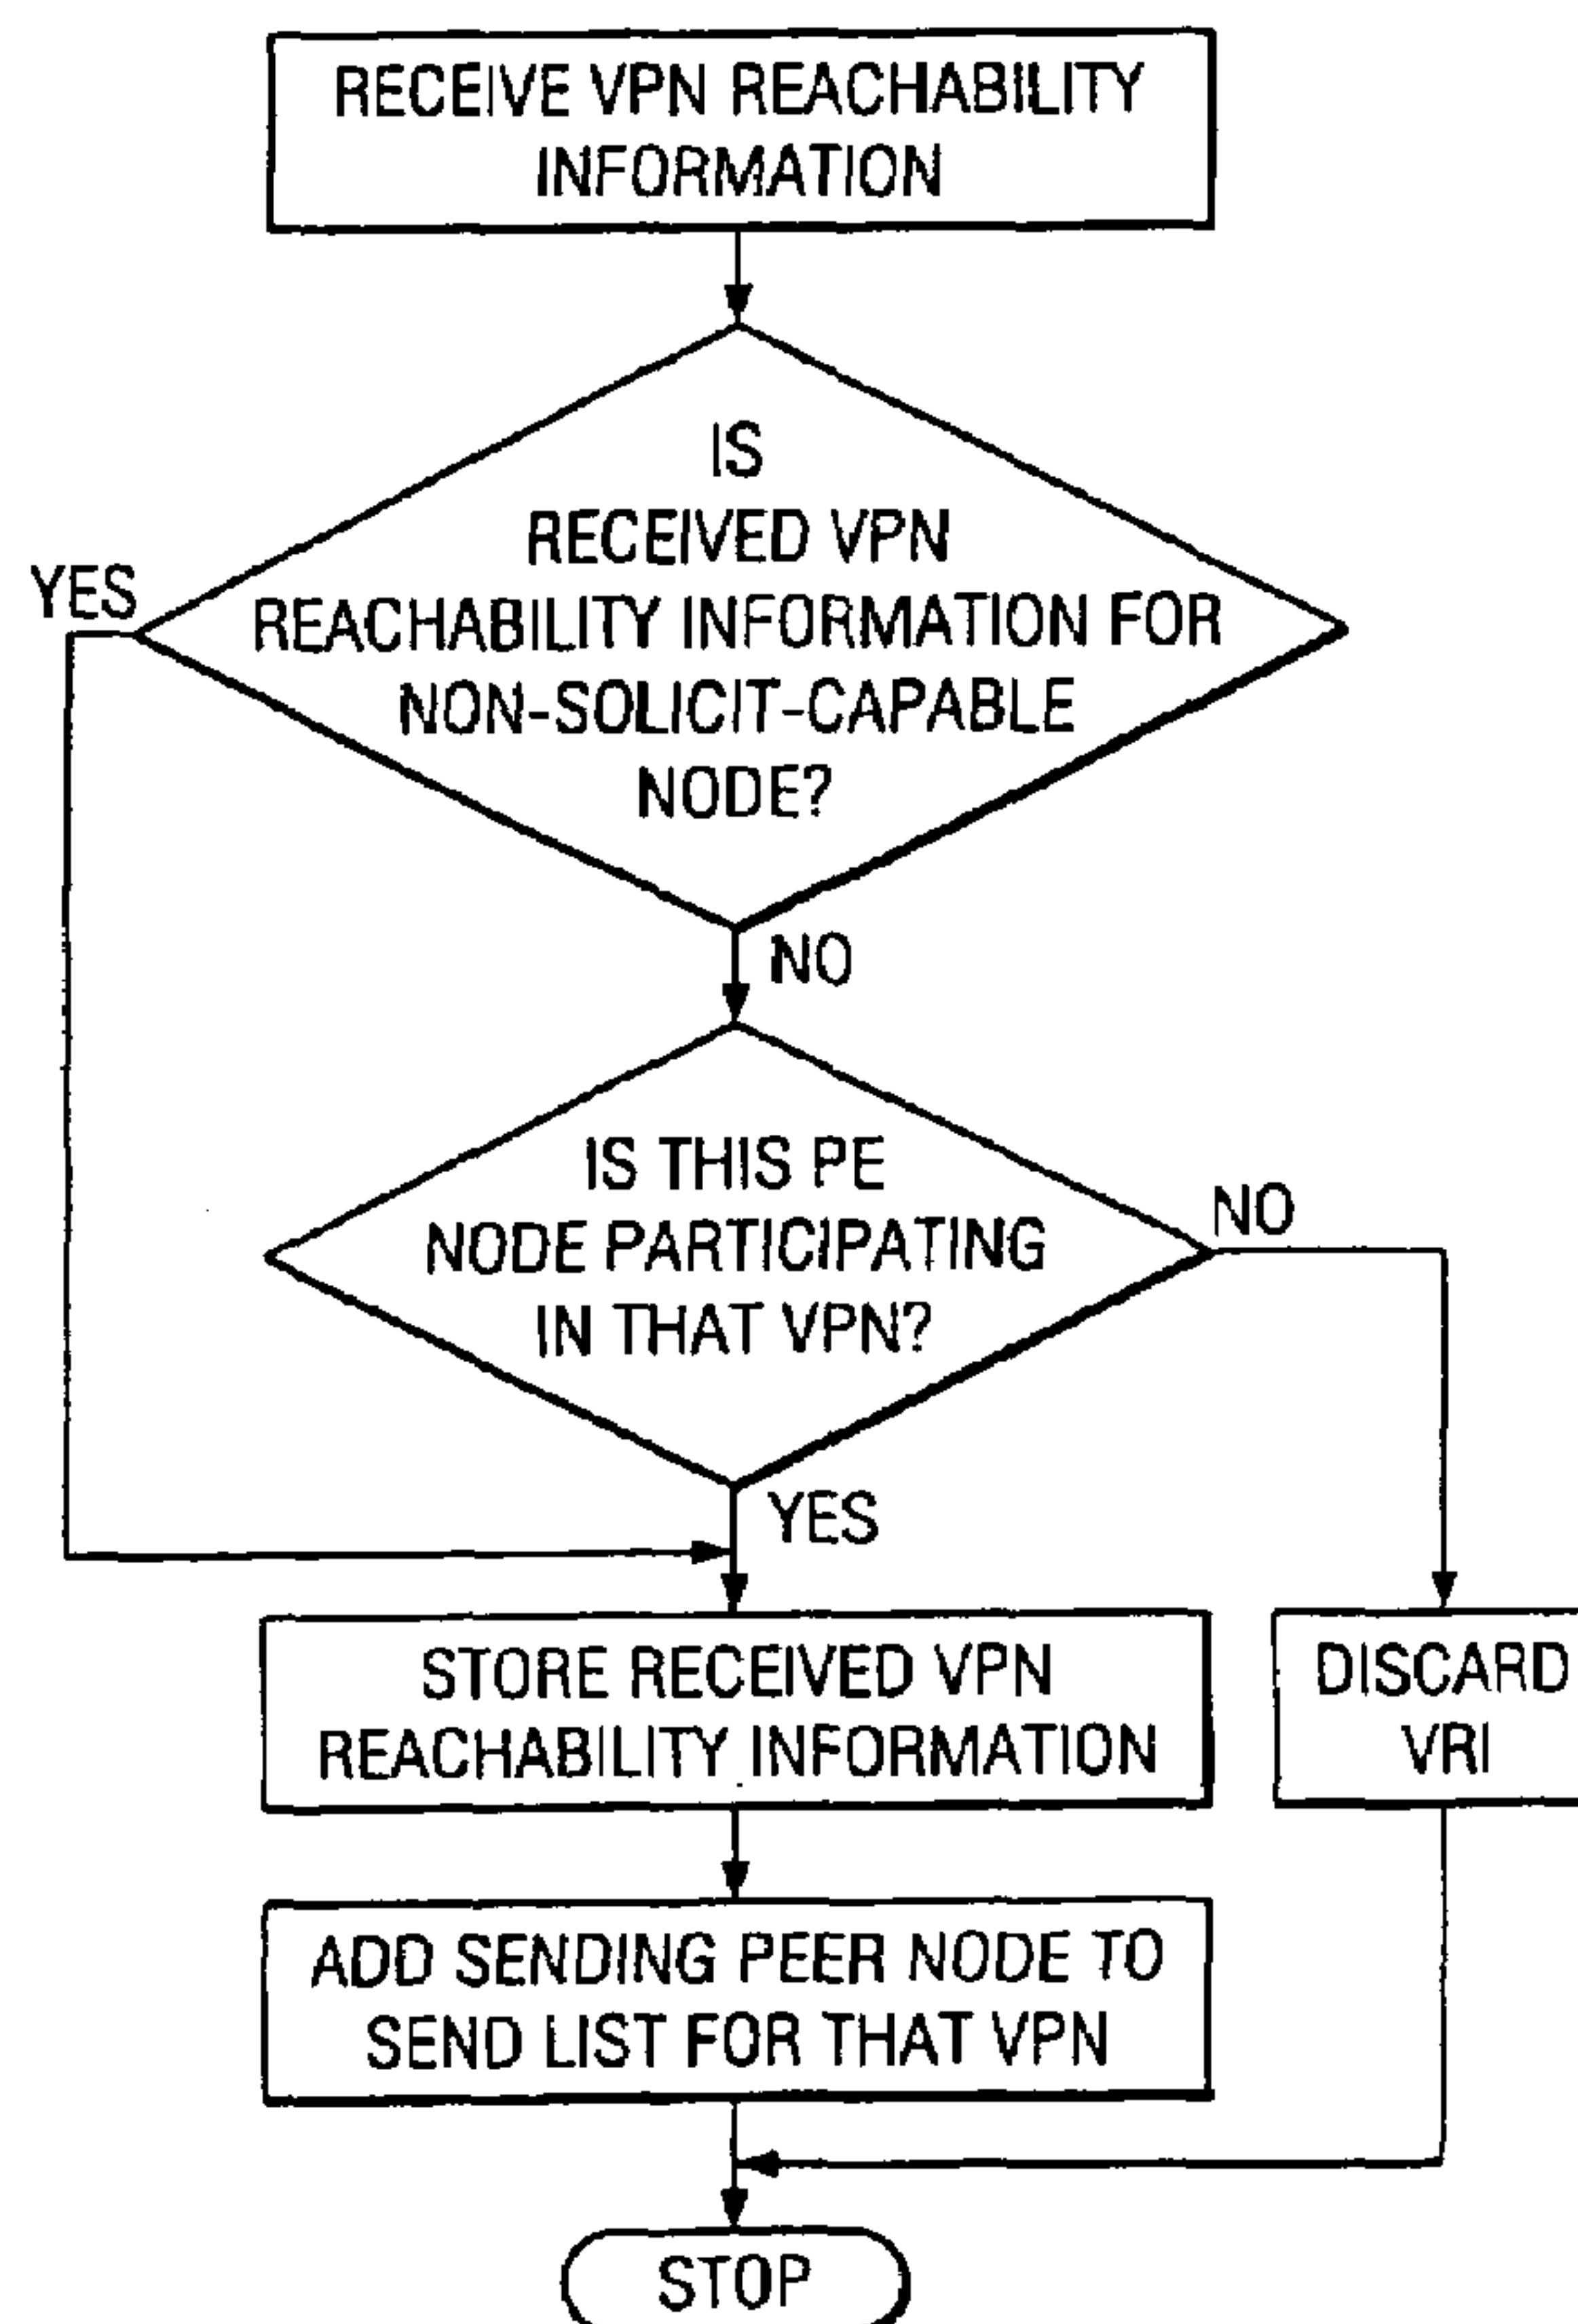 RECEIVE VPN REACHABILITY
INFORMATION
IS
RECEIVED VPN
REACHABILITY INFORMATION FOR
NON-SOLICIT-CAPABLE
NODE?
YES
NO
IS THIS PE
NODE PARTICIPATING
IN THAT VPN?
NO
YES
STORE RECEIVED VPN
REACHABILITY INFORMATION
DISCARD
VRI
ADD SENDING PEER NODE TO
SEND LIST FOR THAT VPN
STOP